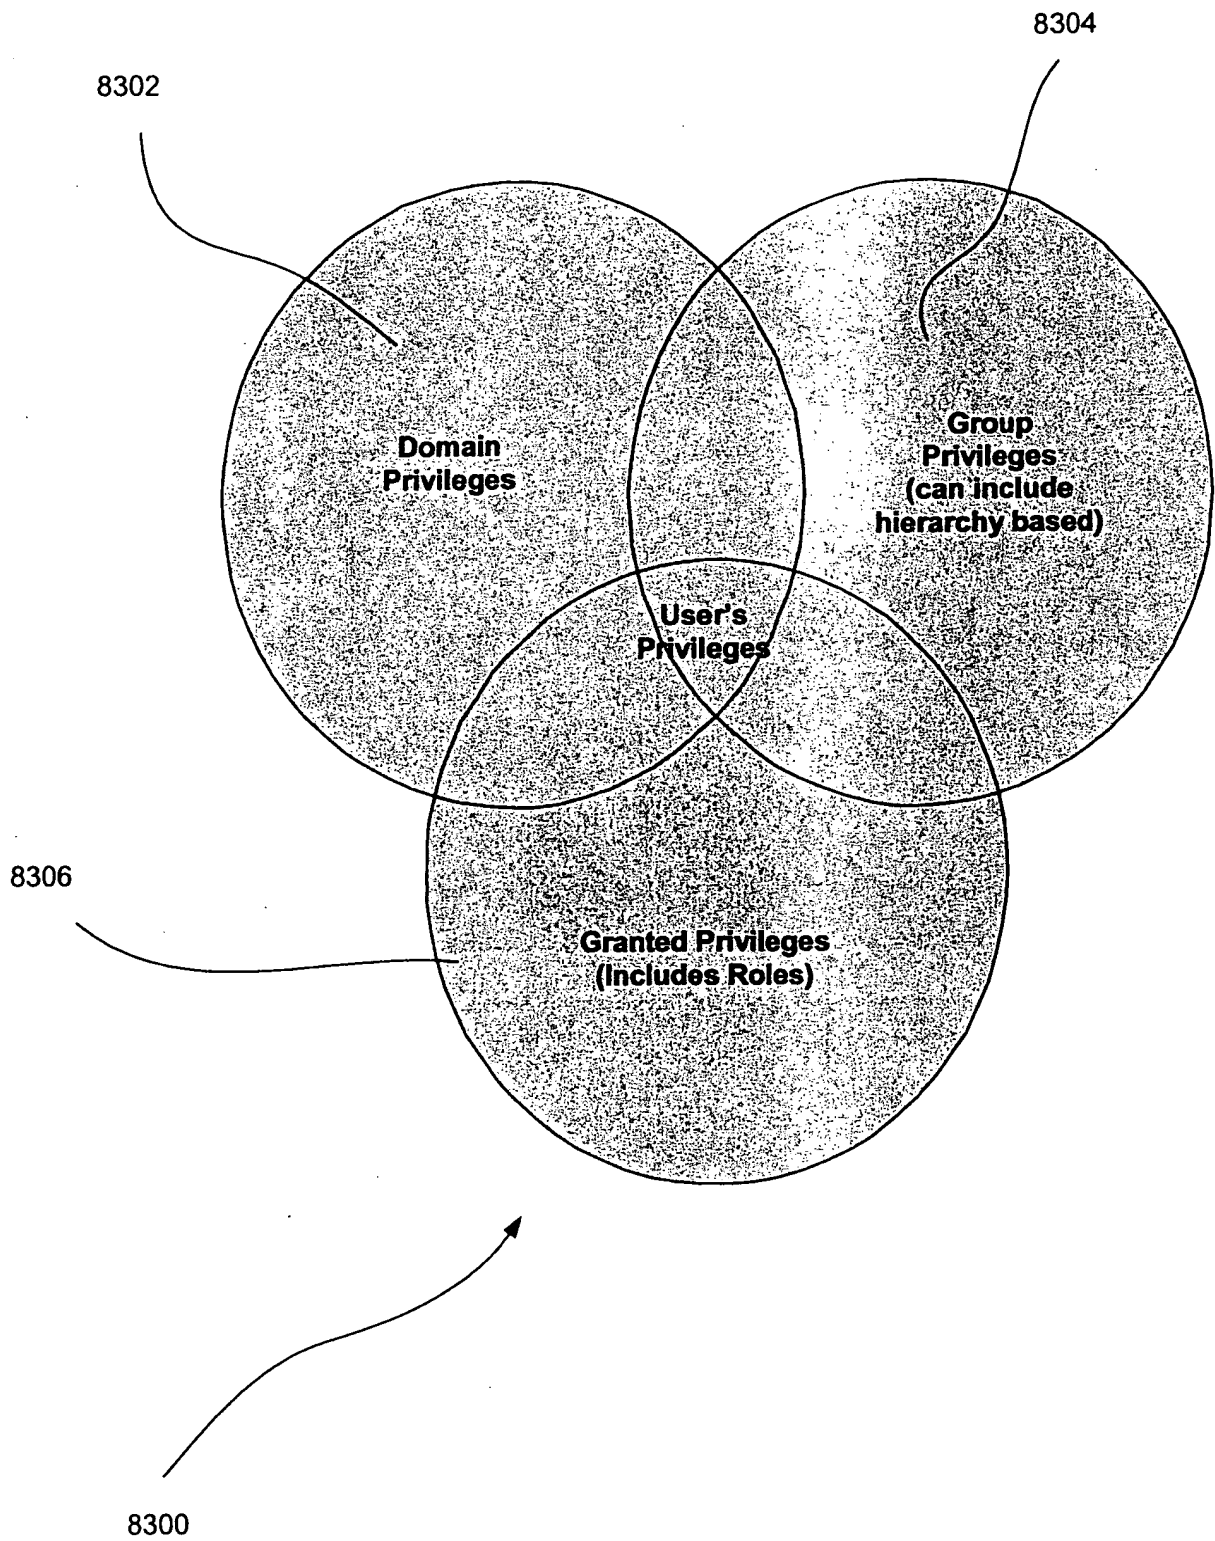 8304
8302
Domain
Privileges
Group
Privileges
(can include
hierarchy based)
User's
Privileges
8306
Granted Privileges
(Includes Roles)
8300